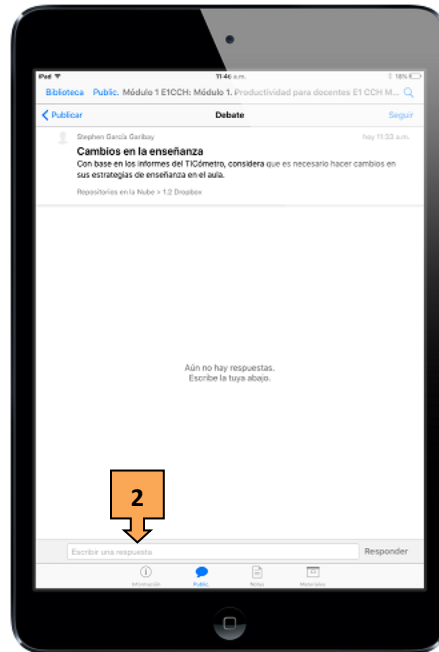 iPad
11:46 a.m.
18%
Biblioteca Public. Módulo 1 E1CCH: Módulo 1. Productividad para docentes E1 CCH M...
Publicar Debate Seguir
Stephen García Garibay hoy 11:33 a.m.
Cambios en la enseñanza
Con base en los informes del TICómetro, considera que es necesario hacer cambios en
sus estrategias de enseñanza en el aula.
Repositorios en la Nube > 1.2 Dropbox
Aún no hay respuestas.
Escribe la tuya abajo.
2
Escribir una respuesta Responder
Información Public. Notas Materiales